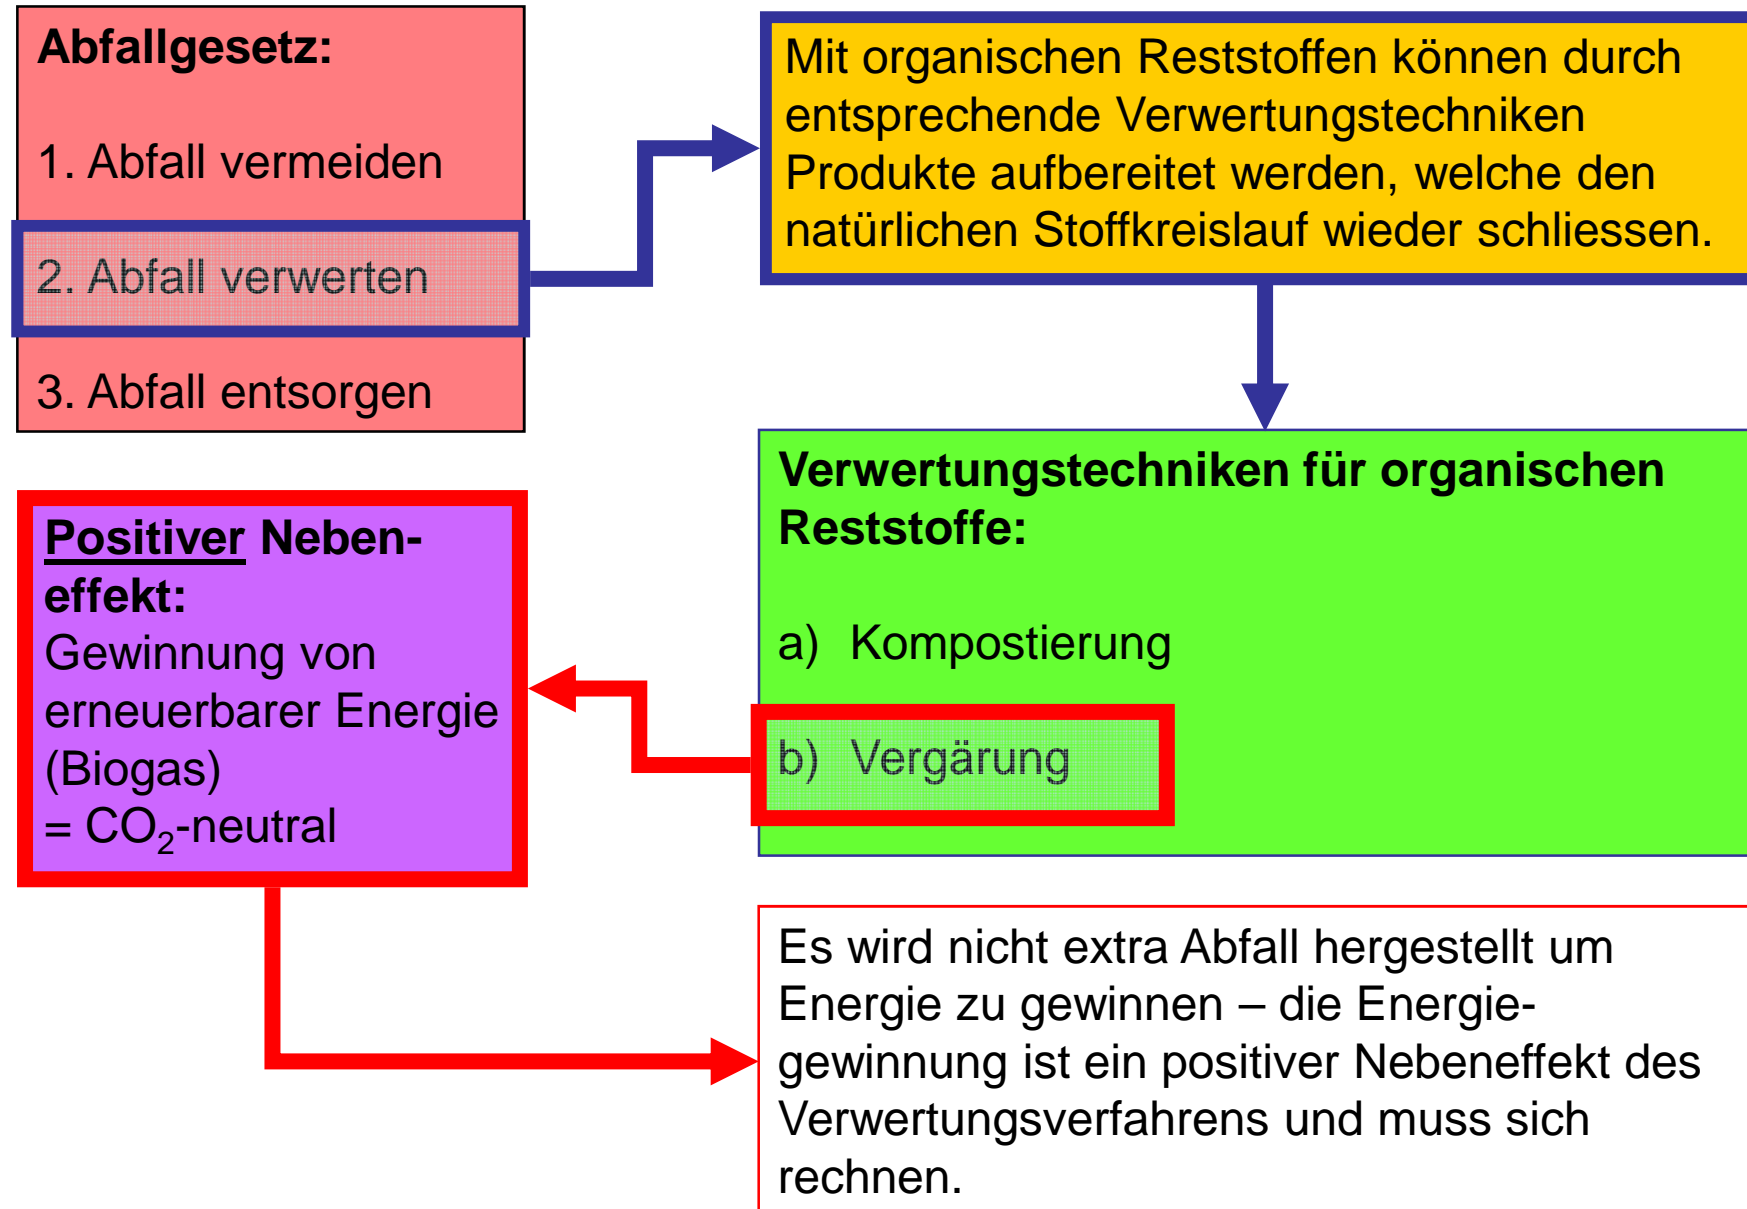 Abfallgesetz:
1. Abfall vermeiden
2. Abfall verwerten
3. Abfall entsorgen
Mit organischen Reststoffen können durch
entsprechende Verwertungstechniken
Produkte aufbereitet werden, welche den
natürlichen Stoffkreislauf wieder schliessen.
Verwertungstechniken für organischen
Reststoffe:
a) Kompostierung
b) Vergärung
Positiver Neben-
effekt:
Gewinnung von
erneuerbarer Energie
(Biogas)
= CO₂-neutral
Es wird nicht extra Abfall hergestellt um
Energie zu gewinnen – die Energie-
gewinnung ist ein positiver Nebeneffekt des
Verwertungsverfahrens und muss sich
rechnen.